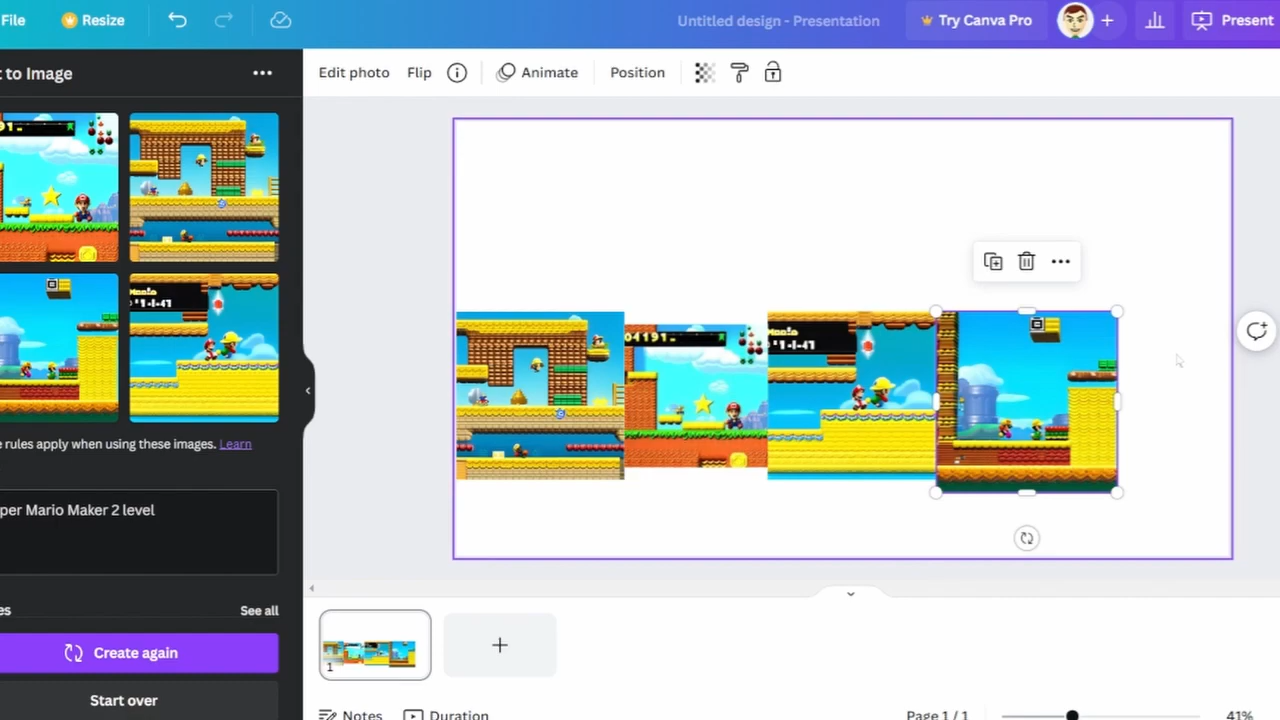 File
Resize
Untitled design - Presentation
Try Canva Pro
Present
t to Image
Edit photo
Flip
Animate
Position
e rules apply when using these images. Learn
per Mario Maker 2 level
es
See all
Create again
Start over
1
Notes
Duration
Page 1 / 1
41%